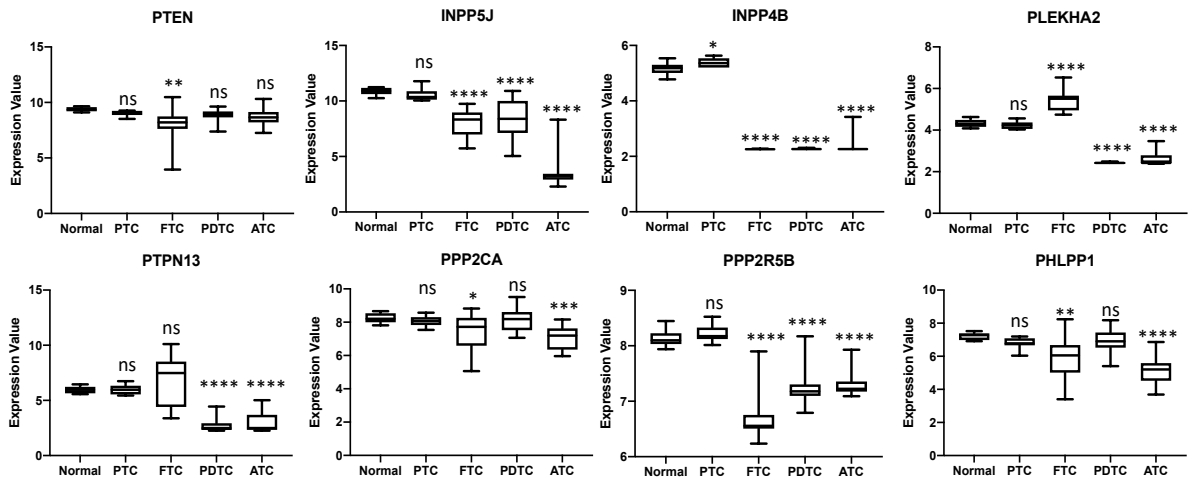 PTEN
Expression Value
15
10
5
0
ns
**
ns
ns
Normal PTC FTC PDTC ATC
INPP5J
Expression Value
15
10
5
0
ns
****
****
****
Normal PTC FTC PDTC ATC
INPP4B
Expression Value
6
4
2
0
*
****
****
****
Normal PTC FTC PDTC ATC
PLEKHA2
Expression Value
8
6
4
2
0
ns
****
****
****
Normal PTC FTC PDTC ATC
PTPN13
Expression Value
15
10
5
0
ns
ns
****
****
Normal PTC FTC PDTC ATC
PPP2CA
Expression Value
10
8
6
4
2
0
ns
*
ns
***
Normal PTC FTC PDTC ATC
PPP2R5B
Expression Value
9
8
7
6
ns
****
****
****
Normal PTC FTC PDTC ATC
PHLPP1
Expression Value
10
8
6
4
2
0
ns
**
ns
****
Normal PTC FTC PDTC ATC